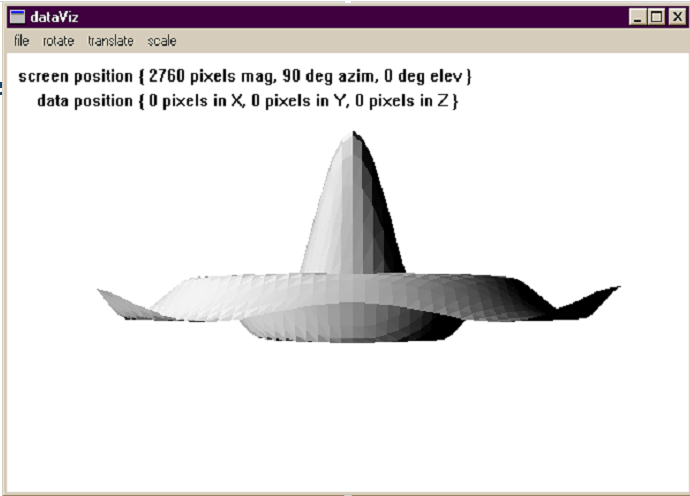 dataViz
file rotate translate scale
screen position { 2760 pixels mag, 90 deg azim, 0 deg elev }
data position { 0 pixels in X, 0 pixels in Y, 0 pixels in Z }